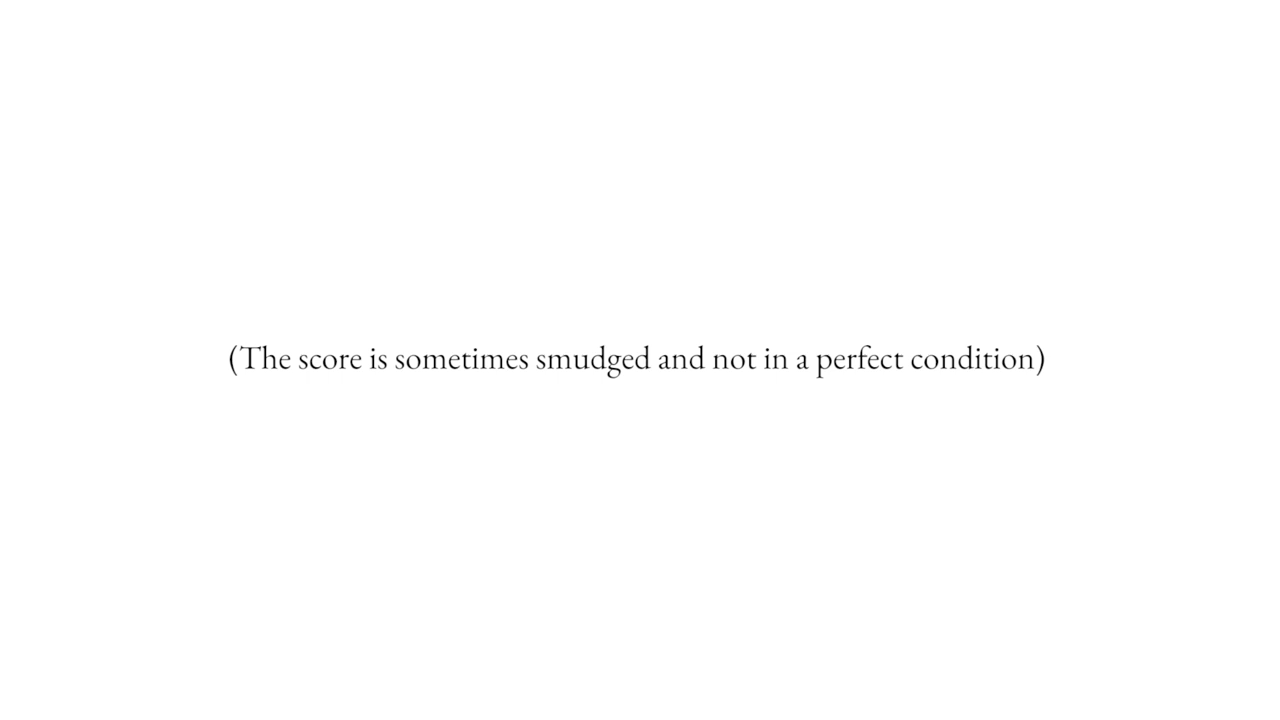 (The score is sometimes smudged and not in a perfect condition)